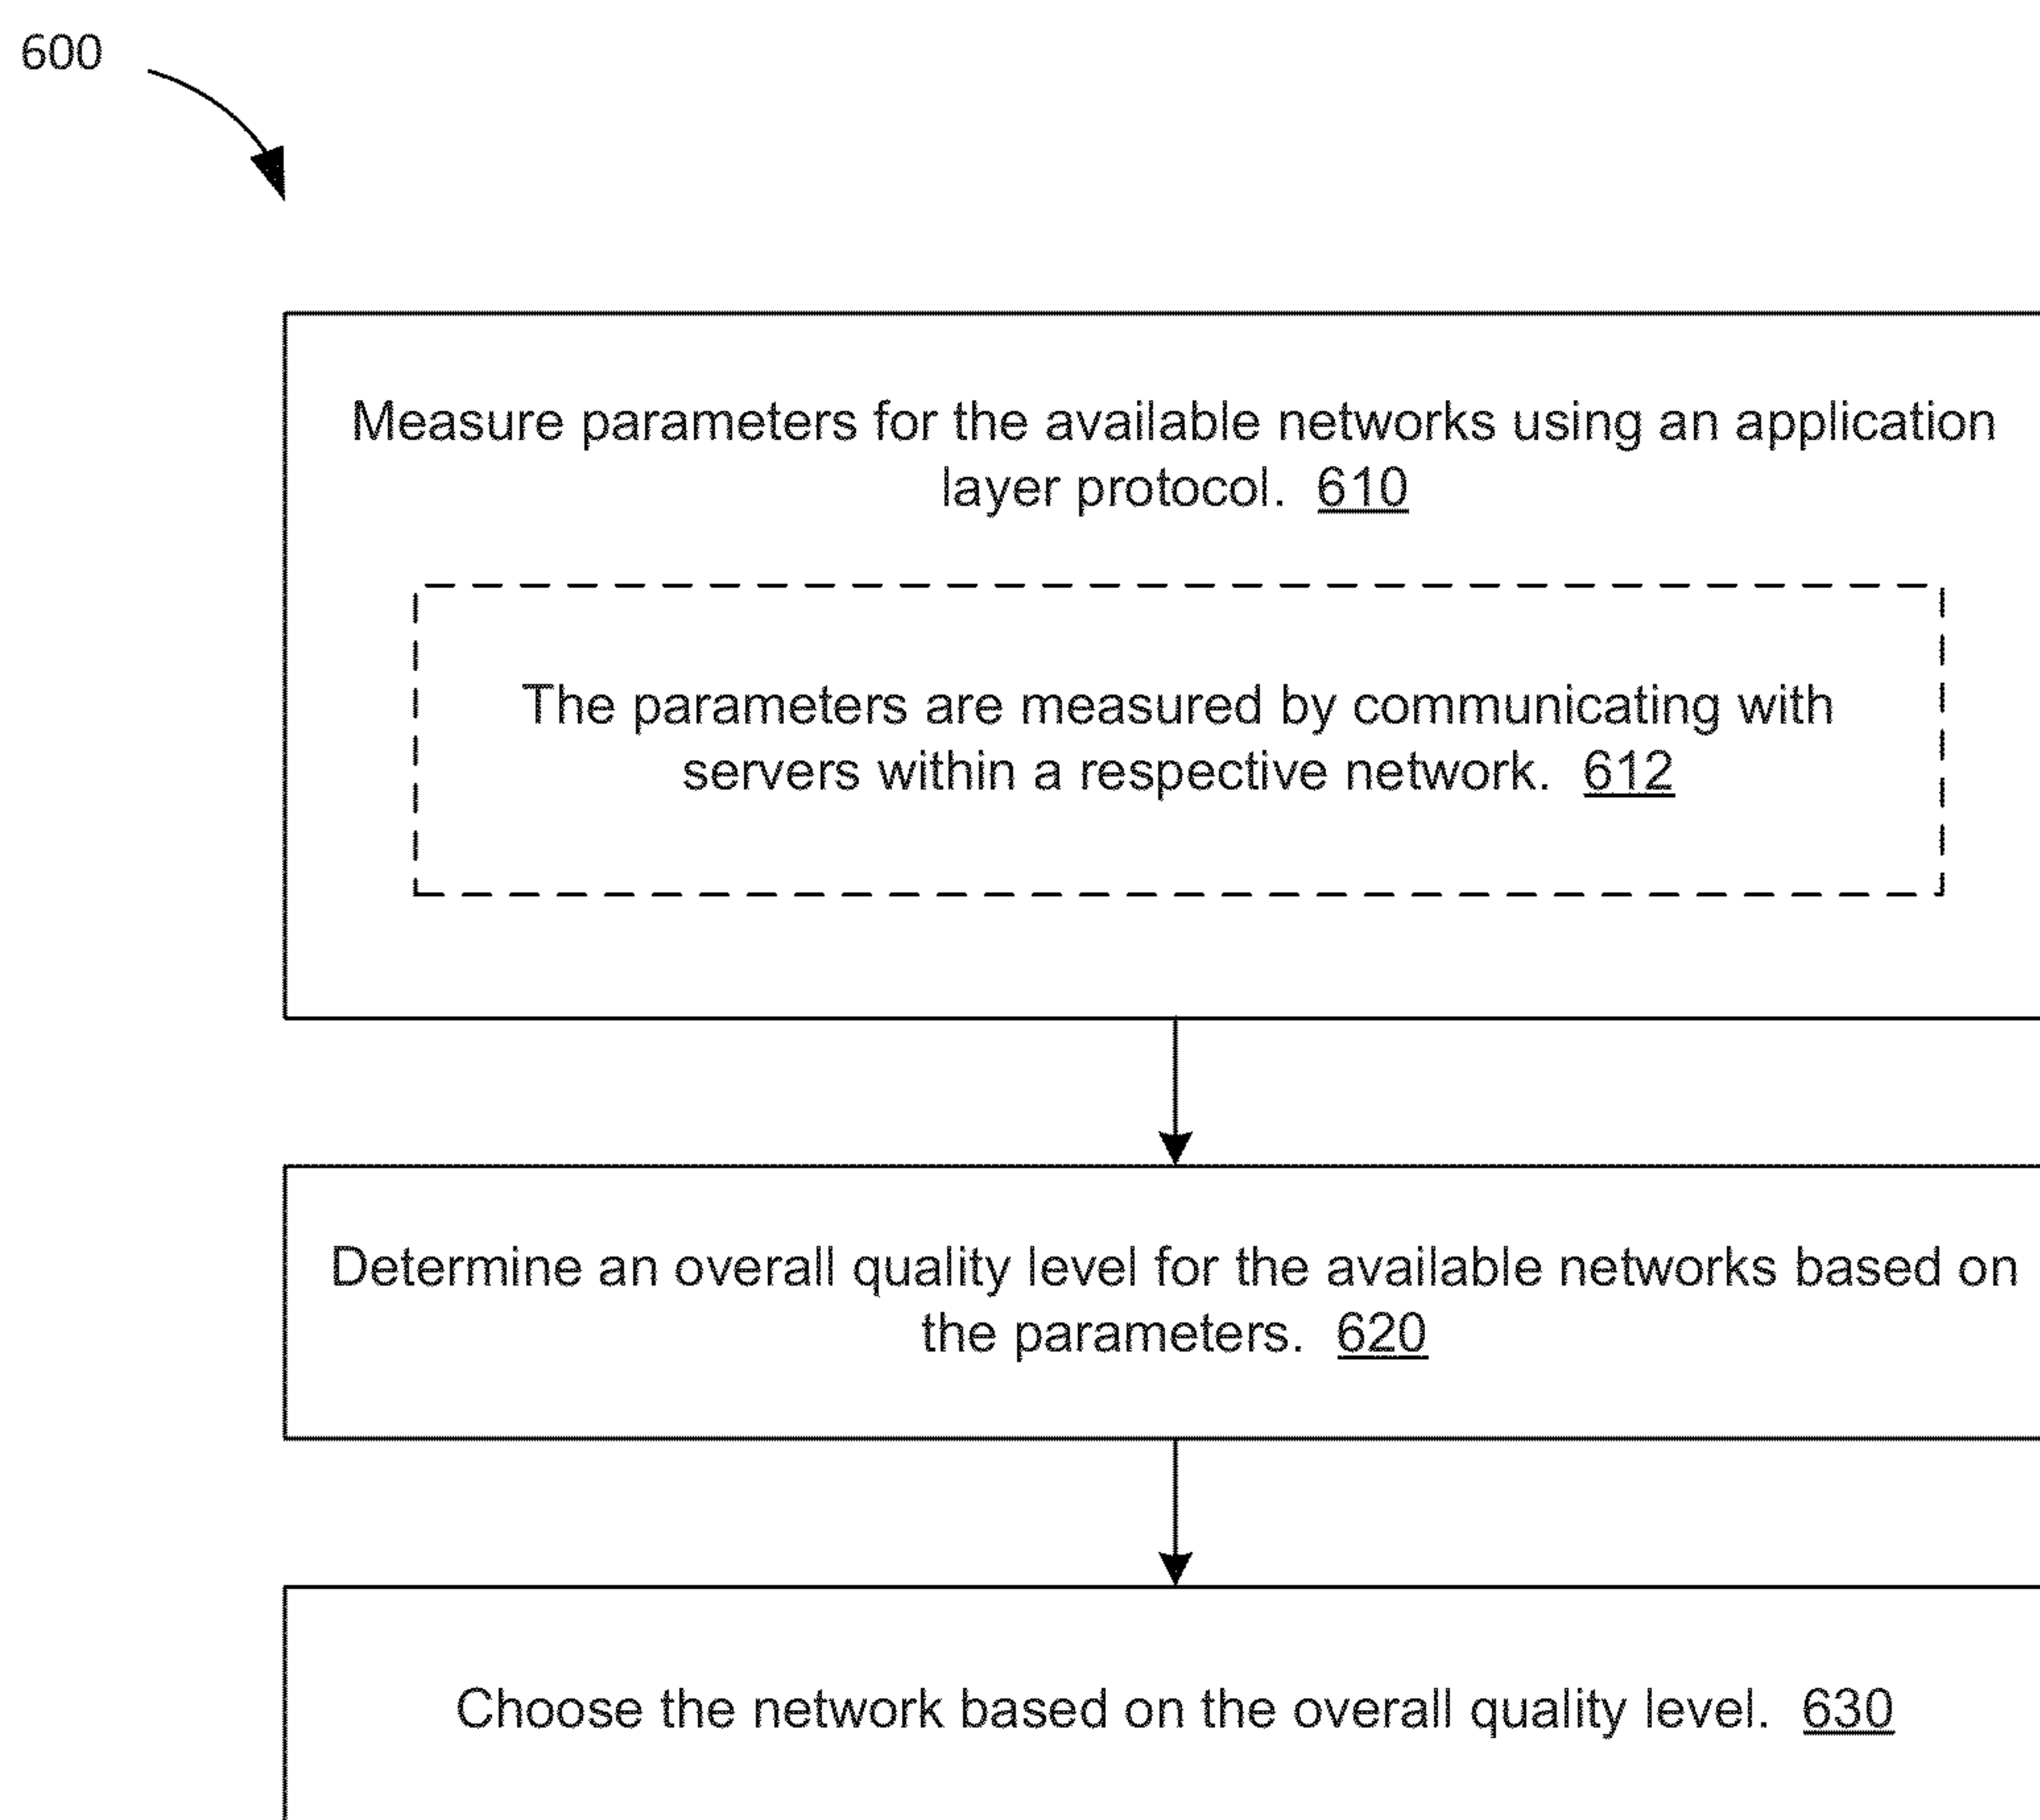 600
Measure parameters for the available networks using an application
layer protocol. 610
The parameters are measured by communicating with
servers within a respective network. 612
Determine an overall quality level for the available networks based on
the parameters. 620
Choose the network based on the overall quality level. 630